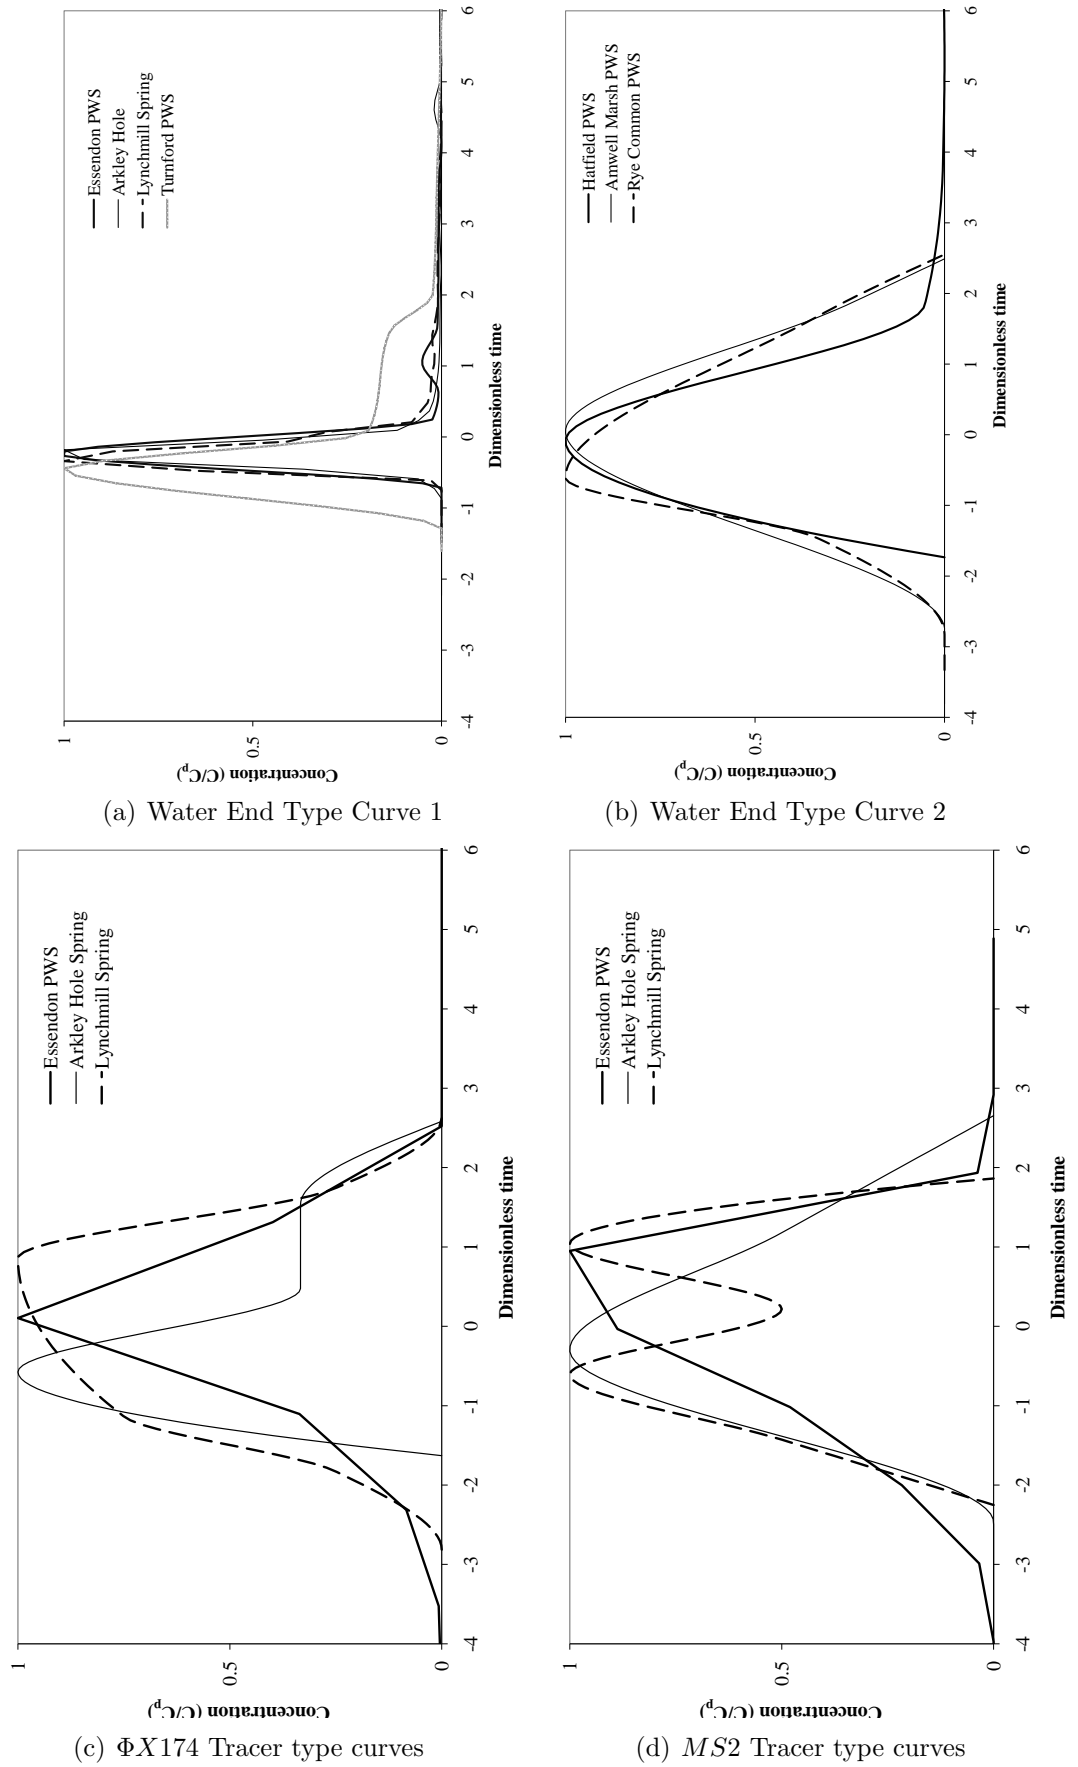 Essendon PWS
Arkley Hole
Lynchmill Spring
Turnford PWS
1
0.5
0
Concentration (C/Cp)
-4
-3
-2
-1
0
1
2
3
4
5
6
Dimensionless time
(a) Water End Type Curve 1
Hatfield PWS
Amwell Marsh PWS
Rye Common PWS
1
0.5
0
Concentration (C/Cp)
-4
-3
-2
-1
0
1
2
3
4
5
6
Dimensionless time
(b) Water End Type Curve 2
Essendon PWS
Arkley Hole Spring
Lynchmill Spring
1
0.5
0
Concentration (C/Cp)
-4
-3
-2
-1
0
1
2
3
4
5
6
Dimensionless time
(c) ΦX174 Tracer type curves
Essendon PWS
Arkley Hole Spring
Lynchmill Spring
1
0.5
0
Concentration (C/Cp)
-4
-3
-2
-1
0
1
2
3
4
5
6
Dimensionless time
(d) MS2 Tracer type curves